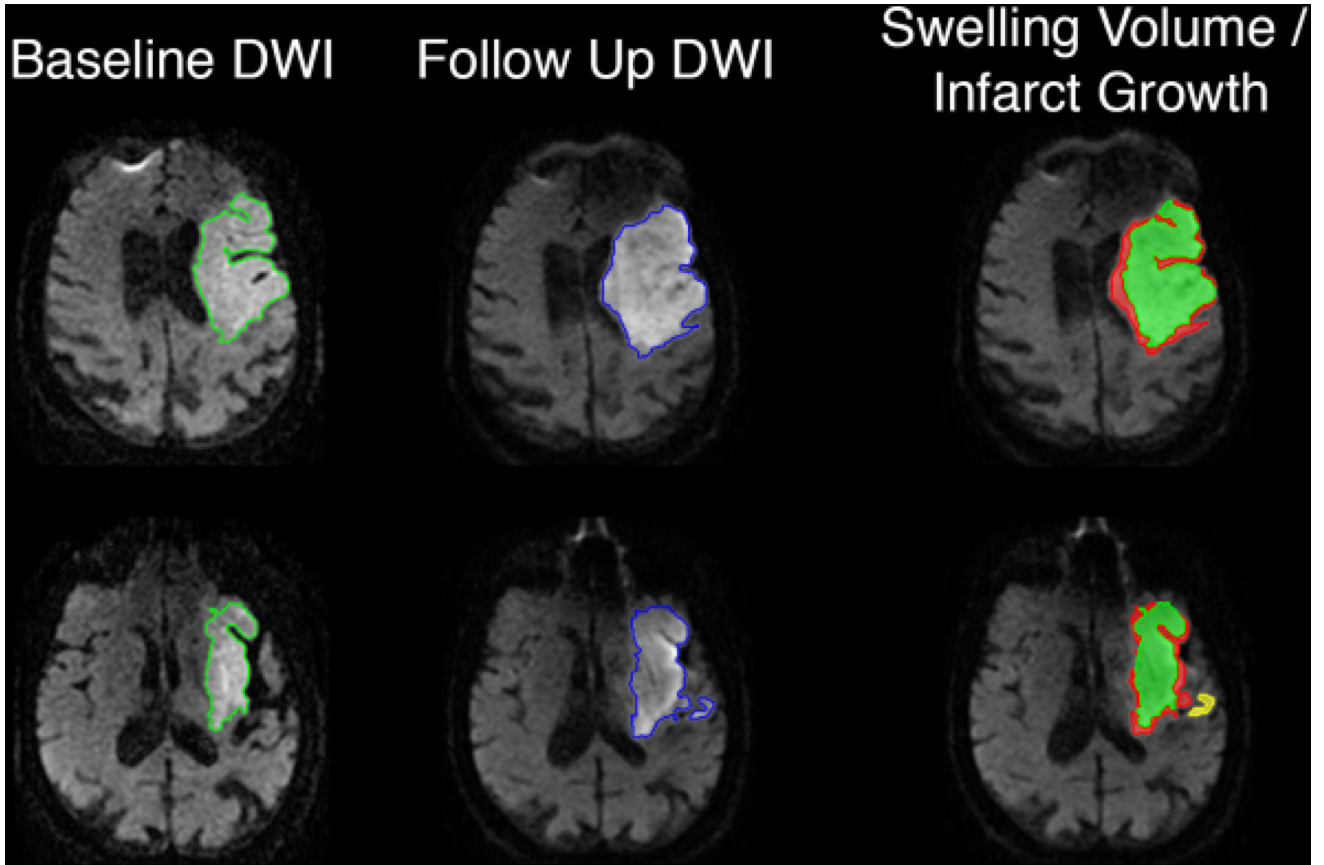 Baseline DWI
Follow Up DWI
Swelling Volume /
Infarct Growth